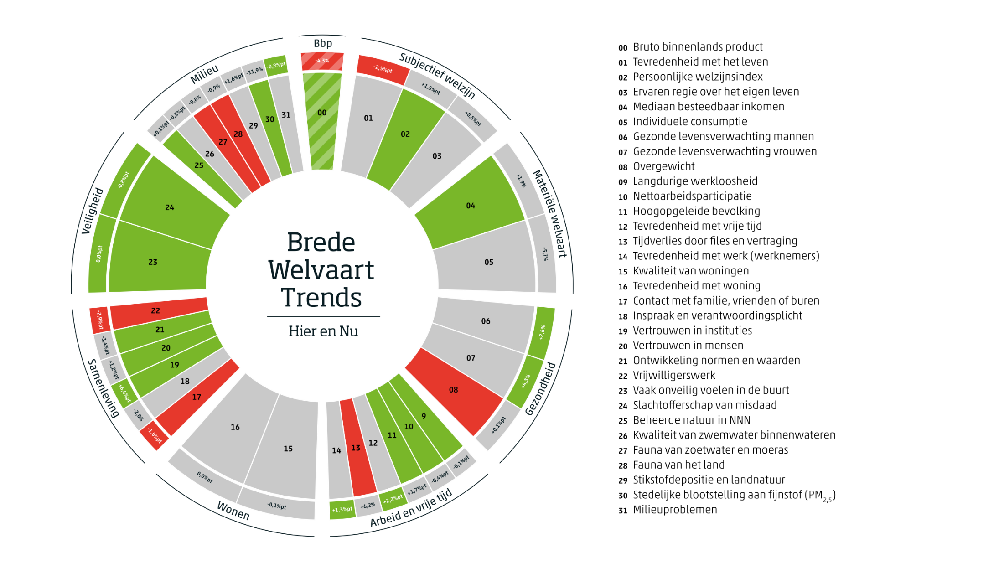 Bbp
-4,3%
00
Subjectief welzijn
-2,5%pt
+1,5%pt
+0,5%pt
01
02
03
Materiële welvaart
+1,9%
-5,7%
04
05
Gezondheid
+2,6%
+4,3%
+0,1%pt
06
07
08
Arbeid en vrije tijd
-0,1%pt
-0,4%pt
+1,7%pt
+2,2%pt
+6,2%
+1,3%pt
9
10
11
12
13
14
Wonen
-0,1%pt
0,0%pt
15
16
Samenleving
-1,0%pt
-2,0%
+6,4%pt
+1,2%pt
-3,4%pt
-2,9%pt
17
18
19
20
21
22
Veiligheid
0,0%pt
-0,8%pt
23
24
Milieu
+0,1%pt
-0,3%pt
-0,8%
-0,9%
+1,6%pt
-11,9%
-0,8%pt
25
26
27
28
29
30
31
Brede
Welvaart
Trends
Hier en Nu
00 Bruto binnenlands product
01 Tevredenheid met het leven
02 Persoonlijke welzijnsindex
03 Ervaren regie over het eigen leven
04 Mediaan besteedbaar inkomen
05 Individuele consumptie
06 Gezonde levensverwachting mannen
07 Gezonde levensverwachting vrouwen
08 Overgewicht
09 Langdurige werkloosheid
10 Nettoarbeidsparticipatie
11 Hoogopgeleide bevolking
12 Tevredenheid met vrije tijd
13 Tijdverlies door files en vertraging
14 Tevredenheid met werk (werknemers)
15 Kwaliteit van woningen
16 Tevredenheid met woning
17 Contact met familie, vrienden of buren
18 Inspraak en verantwoordingsplicht
19 Vertrouwen in instituties
20 Vertrouwen in mensen
21 Ontwikkeling normen en waarden
22 Vrijwilligerswerk
23 Vaak onveilig voelen in de buurt
24 Slachtofferschap van misdaad
25 Beheerde natuur in NNN
26 Kwaliteit van zwemwater binnenwateren
27 Fauna van zoetwater en moeras
28 Fauna van het land
29 Stikstofdepositie en landnatuur
30 Stedelijke blootstelling aan fijnstof (PM2,5)
31 Milieuproblemen